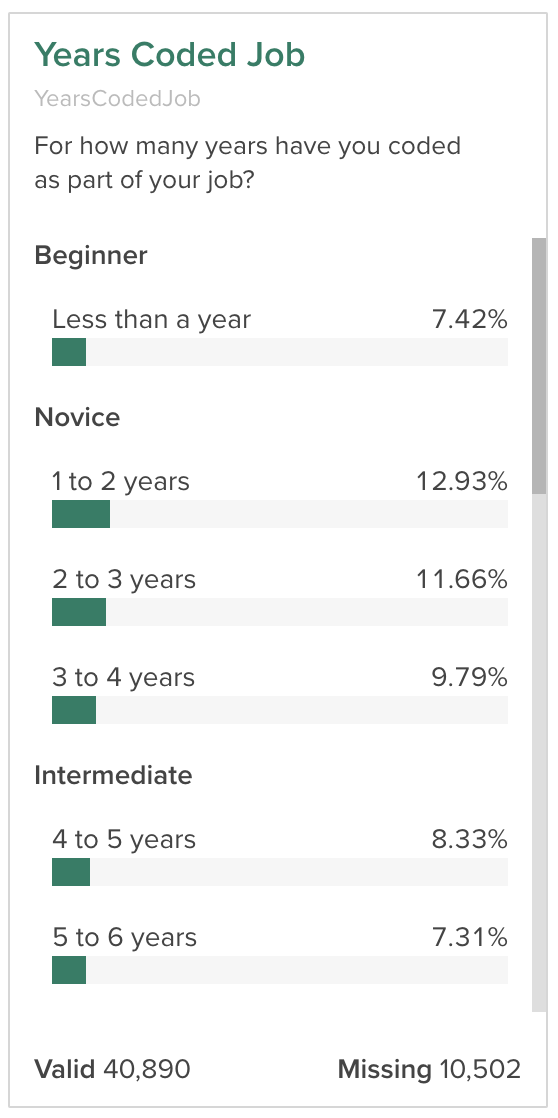 Years Coded Job
YearsCodedJob
For how many years have you coded
as part of your job?
Beginner
Less than a year 7.42%
Novice
1 to 2 years 12.93%
2 to 3 years 11.66%
3 to 4 years 9.79%
Intermediate
4 to 5 years 8.33%
5 to 6 years 7.31%
Valid 40,890 Missing 10,502